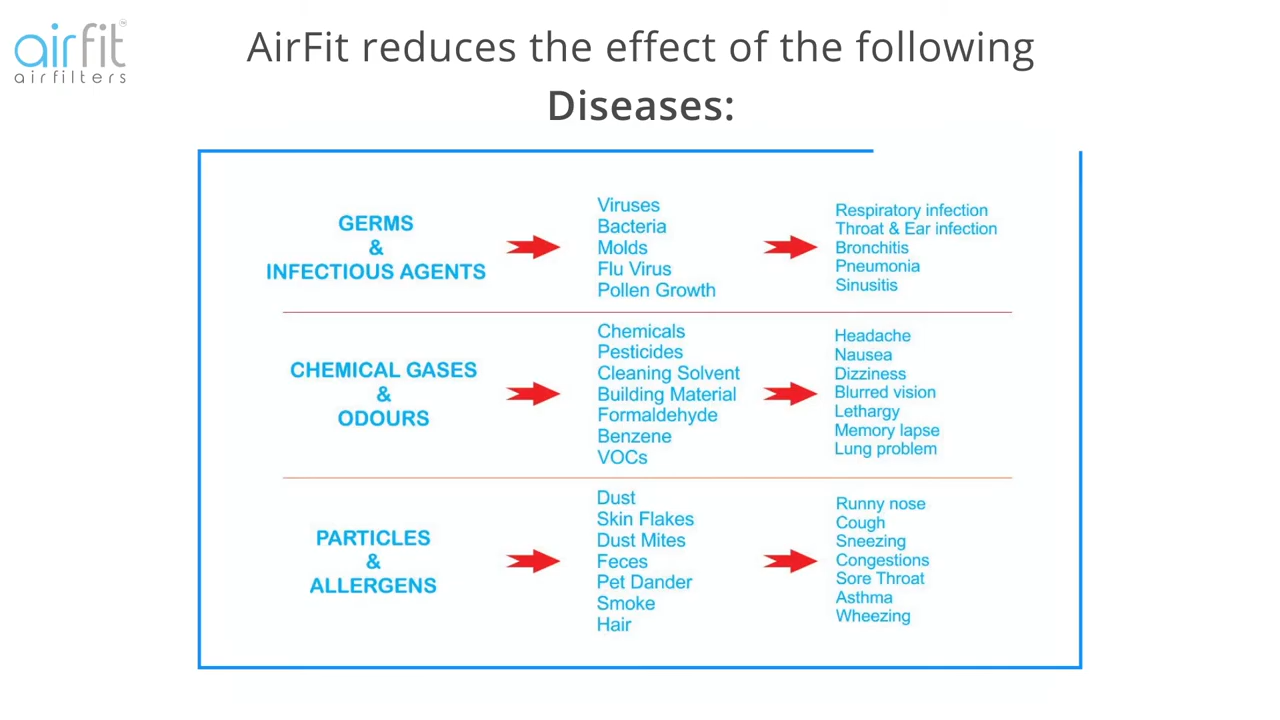 airfit™
airfilters
AirFit reduces the effect of the following
Diseases:
GERMS
&
INFECTIOUS AGENTS
Viruses
Bacteria
Molds
Flu Virus
Pollen Growth
Respiratory infection
Throat & Ear infection
Bronchitis
Pneumonia
Sinusitis
CHEMICAL GASES
&
ODOURS
Chemicals
Pesticides
Cleaning Solvent
Building Material
Formaldehyde
Benzene
VOCs
Headache
Nausea
Dizziness
Blurred vision
Lethargy
Memory lapse
Lung problem
PARTICLES
&
ALLERGENS
Dust
Skin Flakes
Dust Mites
Feces
Pet Dander
Smoke
Hair
Runny nose
Cough
Sneezing
Congestions
Sore Throat
Asthma
Wheezing